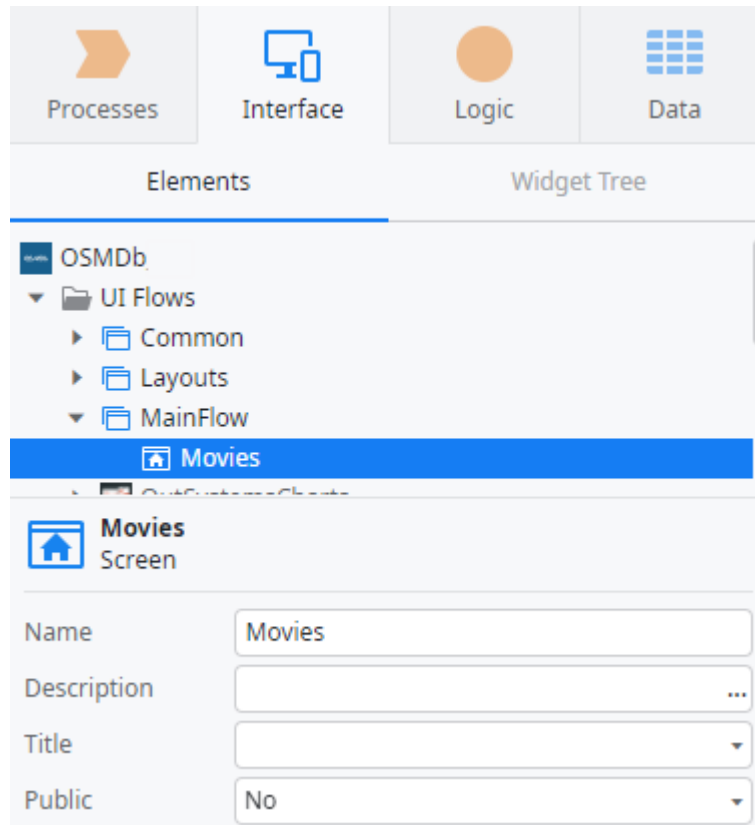 Processes Interface Logic Data
Elements Widget Tree
OSMDb
UI Flows
Common
Layouts
MainFlow
Movies
OutSystemsCharts
Movies
Screen
Name Movies
Description ...
Title
Public No